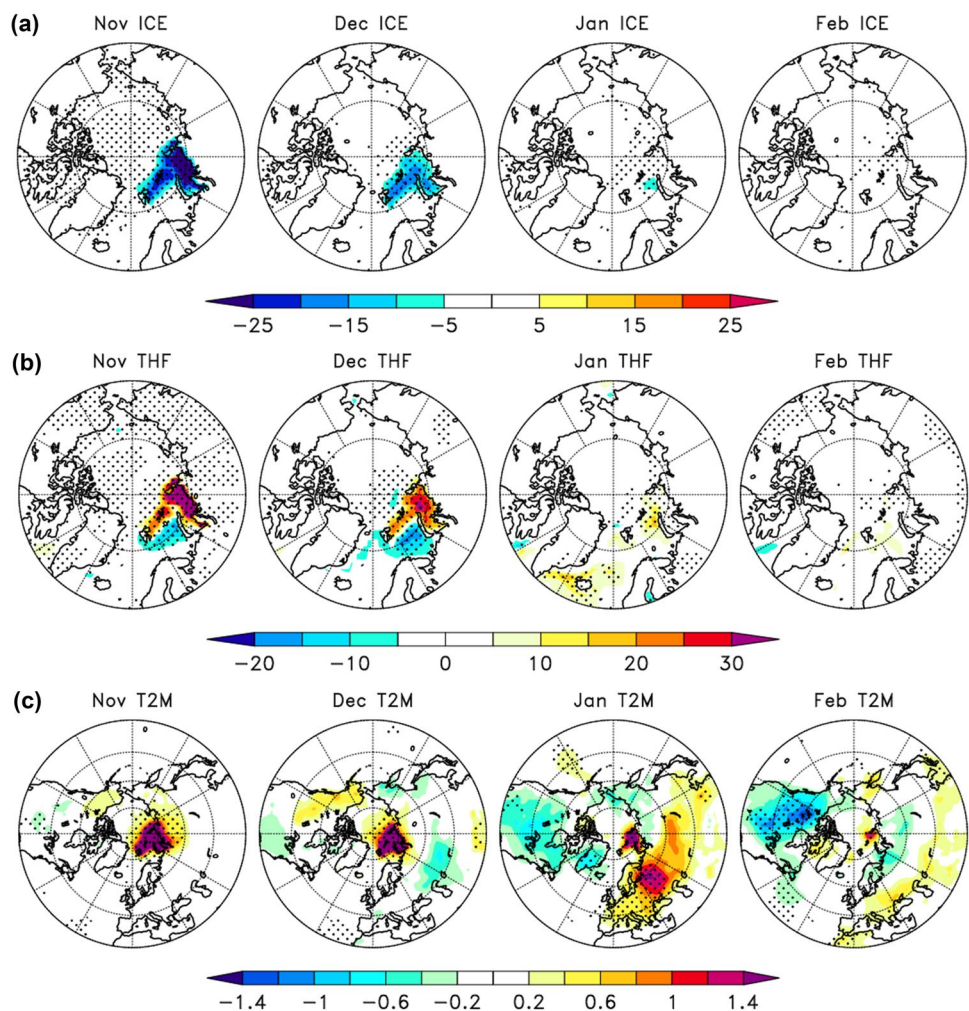 (a)
Nov ICE Dec ICE Jan ICE Feb ICE
−25 −15 −5 5 15 25
(b)
Nov THF Dec THF Jan THF Feb THF
−20 −10 0 10 20 30
(c)
Nov T2M Dec T2M Jan T2M Feb T2M
−1.4 −1 −0.6 −0.2 0.2 0.6 1 1.4